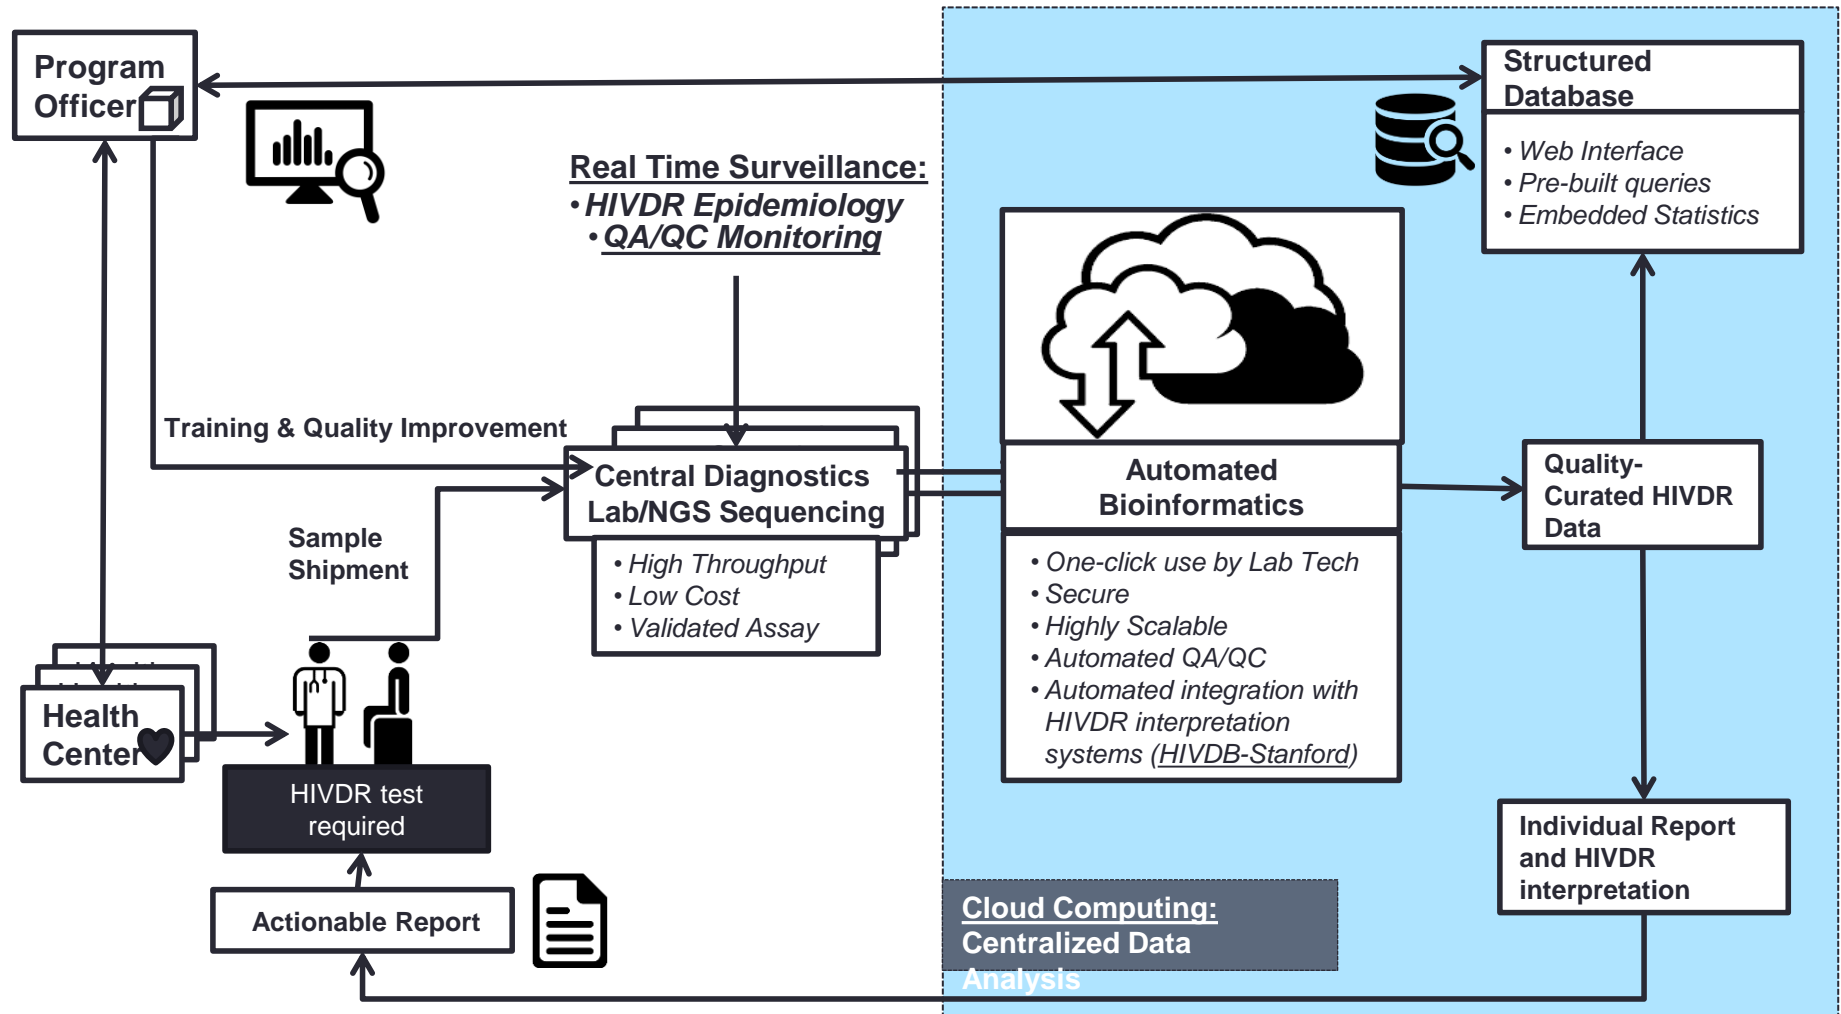 Program
Officer
Structured
Database
• Web Interface
• Pre-built queries
• Embedded Statistics
Real Time Surveillance:
• HIVDR Epidemiology
• QA/QC Monitoring
Training & Quality Improvement
Central Diagnostics
Lab/NGS Sequencing
• High Throughput
• Low Cost
• Validated Assay
Sample
Shipment
Automated
Bioinformatics
• One-click use by Lab Tech
• Secure
• Highly Scalable
• Automated QA/QC
• Automated integration with
HIVDR interpretation
systems (HIVDB-Stanford)
Quality-
Curated HIVDR
Data
Health
Center
HIVDR test
required
Actionable Report
Individual Report
and HIVDR
interpretation
Cloud Computing:
Centralized Data
Analysis